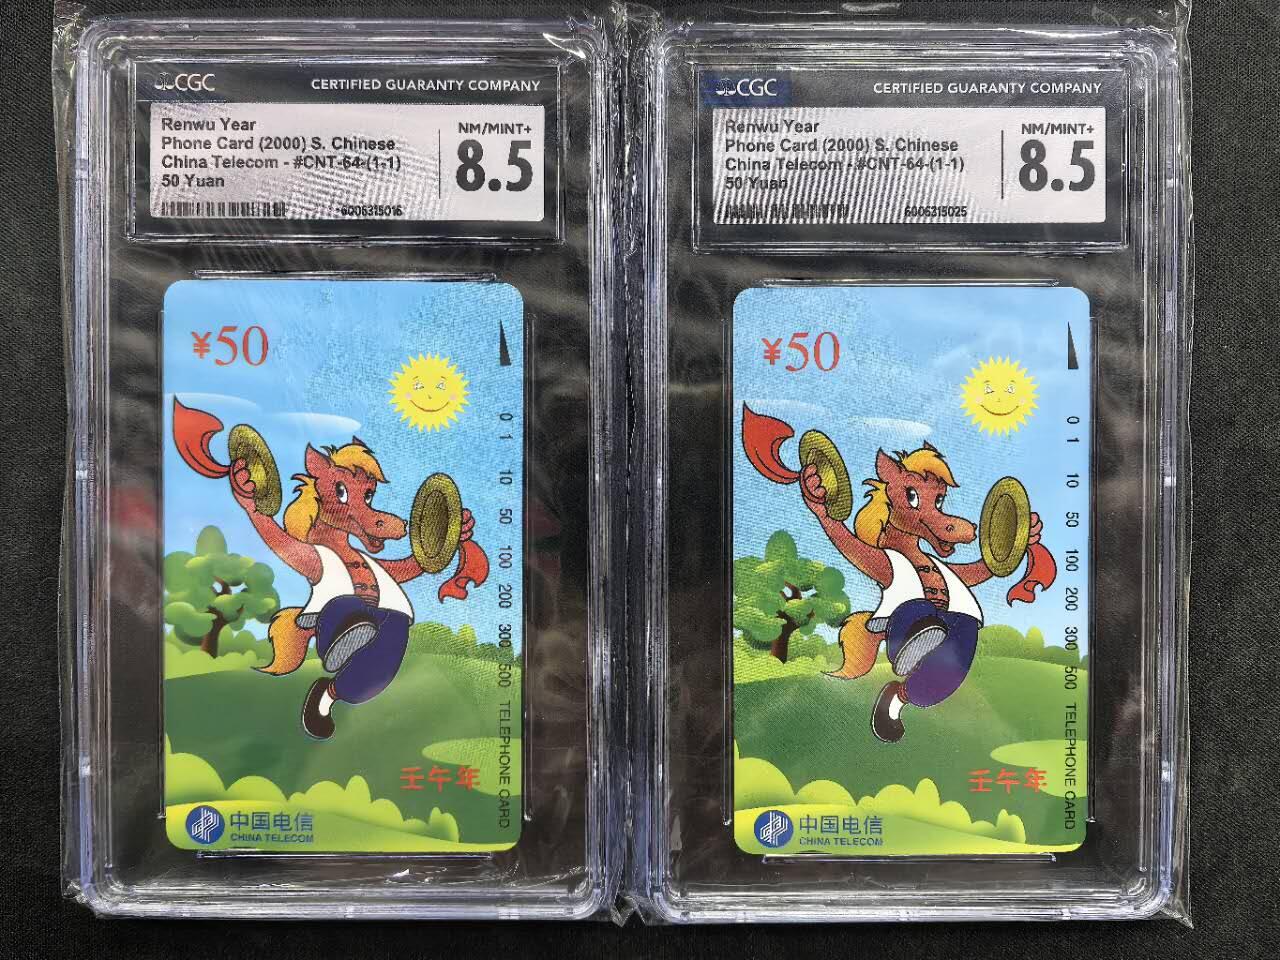 CGC CERTIFIED GUARANTY COMPANY
Renwu Year
Phone Card (2000) S. Chinese
China Telecom - #CNT-64-(1-1)
50 Yuan
NM/MINT+
8.5
6006315016
¥50
0 1 10 50 100 200 300 500 TELEPHONE CARD
壬午年
中国电信
CHINA TELECOM
CGC CERTIFIED GUARANTY COMPANY
Renwu Year
Phone Card (2000) S. Chinese
China Telecom - #CNT-64-(1-1)
50 Yuan
NM/MINT+
8.5
6006315025
¥50
0 1 10 50 100 200 300 500 TELEPHONE CARD
壬午年
中国电信
CHINA TELECOM